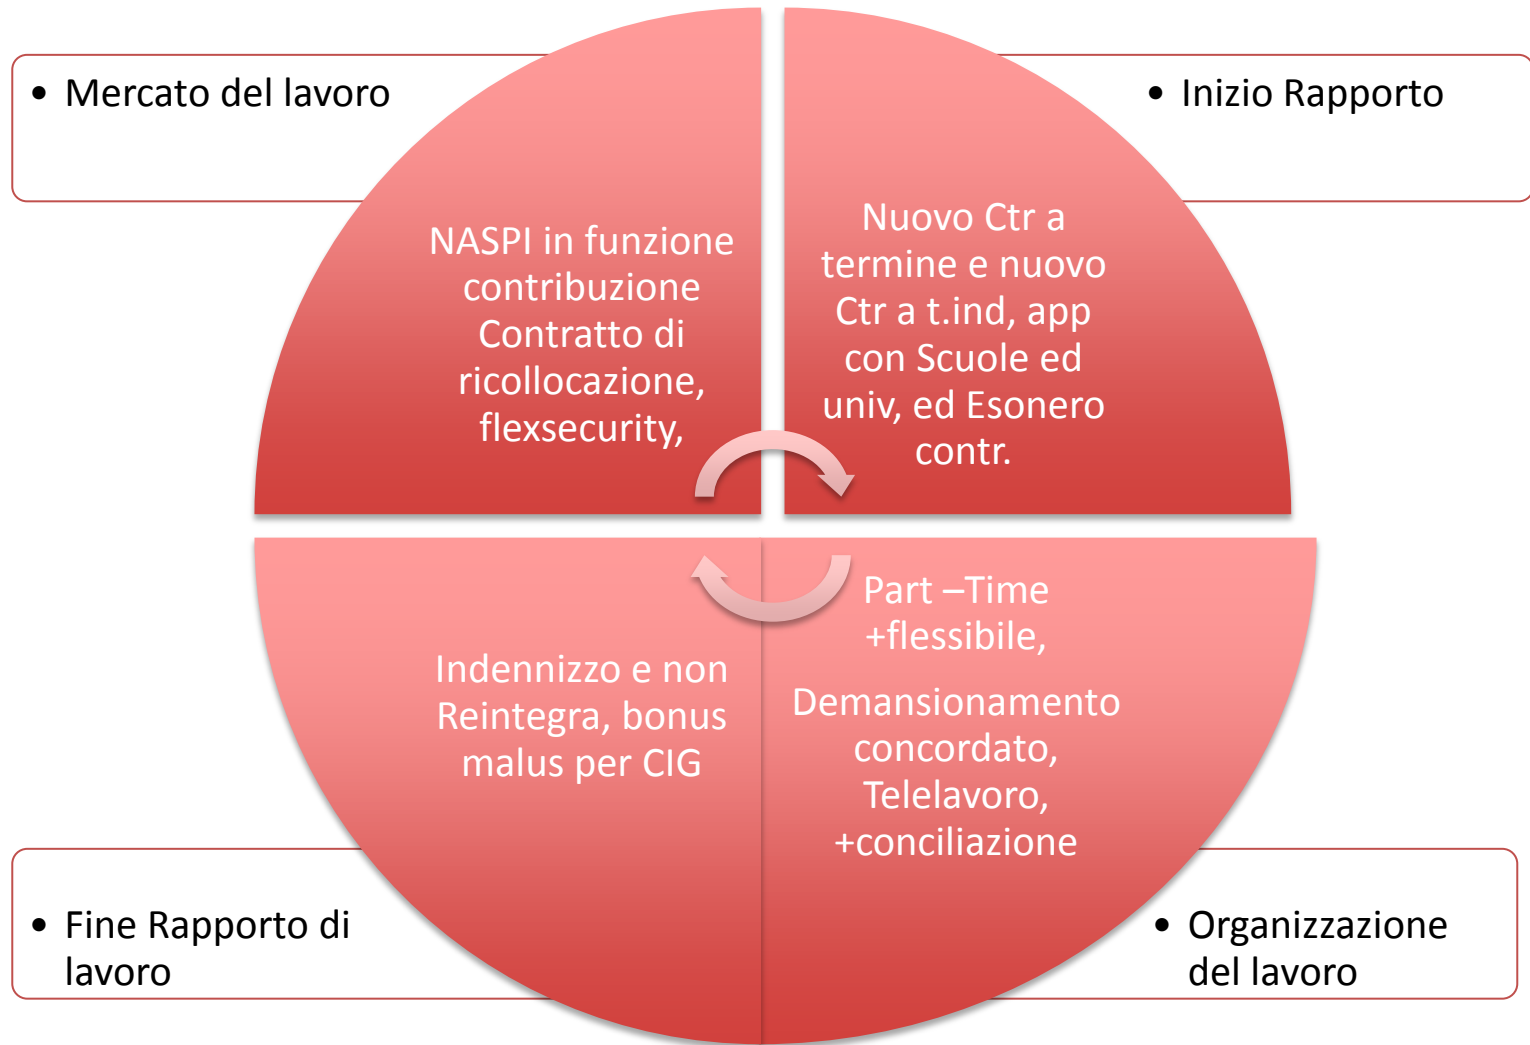 • Mercato del lavoro
• Inizio Rapporto
NASPI in funzione
contribuzione
Contratto di
ricollocazione,
flexsecurity,
Nuovo Ctr a
termine e nuovo
Ctr a t.ind, app
con Scuole ed
univ, ed Esonero
contr.
Indennizzo e non
Reintegra, bonus
malus per CIG
Part –Time
+flessibile,
Demansionamento
concordato,
Telelavoro,
+conciliazione
• Fine Rapporto di
lavoro
• Organizzazione
del lavoro